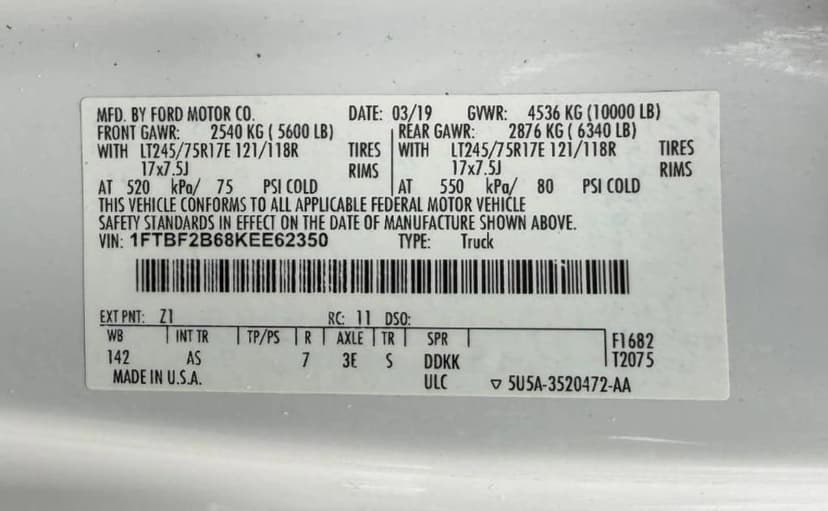 MFD. BY FORD MOTOR CO. DATE: 03/19 GVWR: 4536 KG (10000 LB)
FRONT GAWR: 2540 KG ( 5600 LB) REAR GAWR: 2876 KG ( 6340 LB)
WITH LT245/75R17E 121/118R TIRES WITH LT245/75R17E 121/118R TIRES
17x7.5J RIMS 17x7.5J RIMS
AT 520 kPa/ 75 PSI COLD AT 550 kPa/ 80 PSI COLD
THIS VEHICLE CONFORMS TO ALL APPLICABLE FEDERAL MOTOR VEHICLE
SAFETY STANDARDS IN EFFECT ON THE DATE OF MANUFACTURE SHOWN ABOVE.
VIN: 1FTBF2B68KEE62350 TYPE: Truck
EXT PNT: Z1 RC: 11 DSO:
WB INT TR TP/PS R AXLE TR SPR F1682
142 AS 7 3E S DDKK T2075
MADE IN U.S.A. ULC ▽ 5U5A-3520472-AA